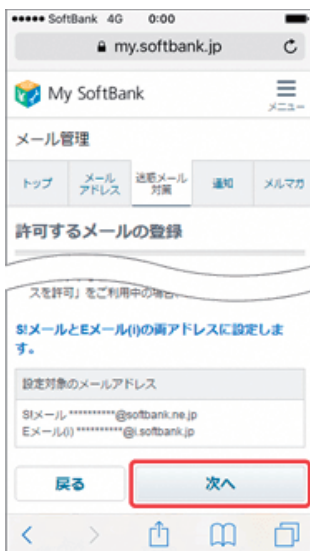 SoftBank 4G 0:00
my.softbank.jp
My SoftBank
メニュー
メール管理
トップ
メール
アドレス
迷惑メール
対策
通知
メルマガ
許可するメールの登録
スを許可」をご利用中の場合、
S!メールとEメール(i)の両アドレスに設定しま
す。
設定対象のメールアドレス
S!メール **********@softbank.ne.jp
Eメール(i) **********@i.softbank.jp
戻る
次へ